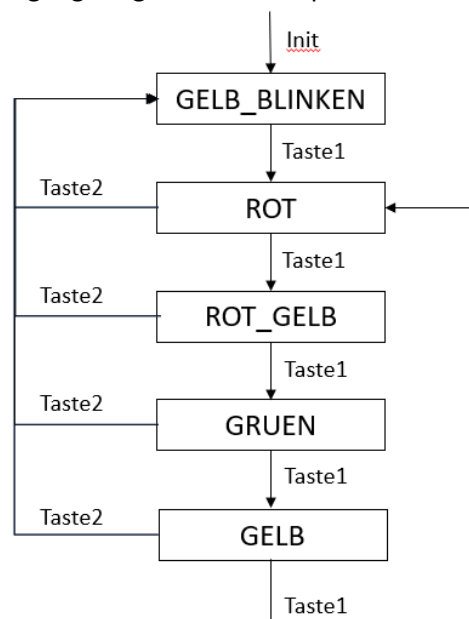 Init
GELB_BLINKEN
Taste1
Taste2
ROT
Taste1
Taste2
ROT_GELB
Taste1
Taste2
GRUEN
Taste1
Taste2
GELB
Taste1